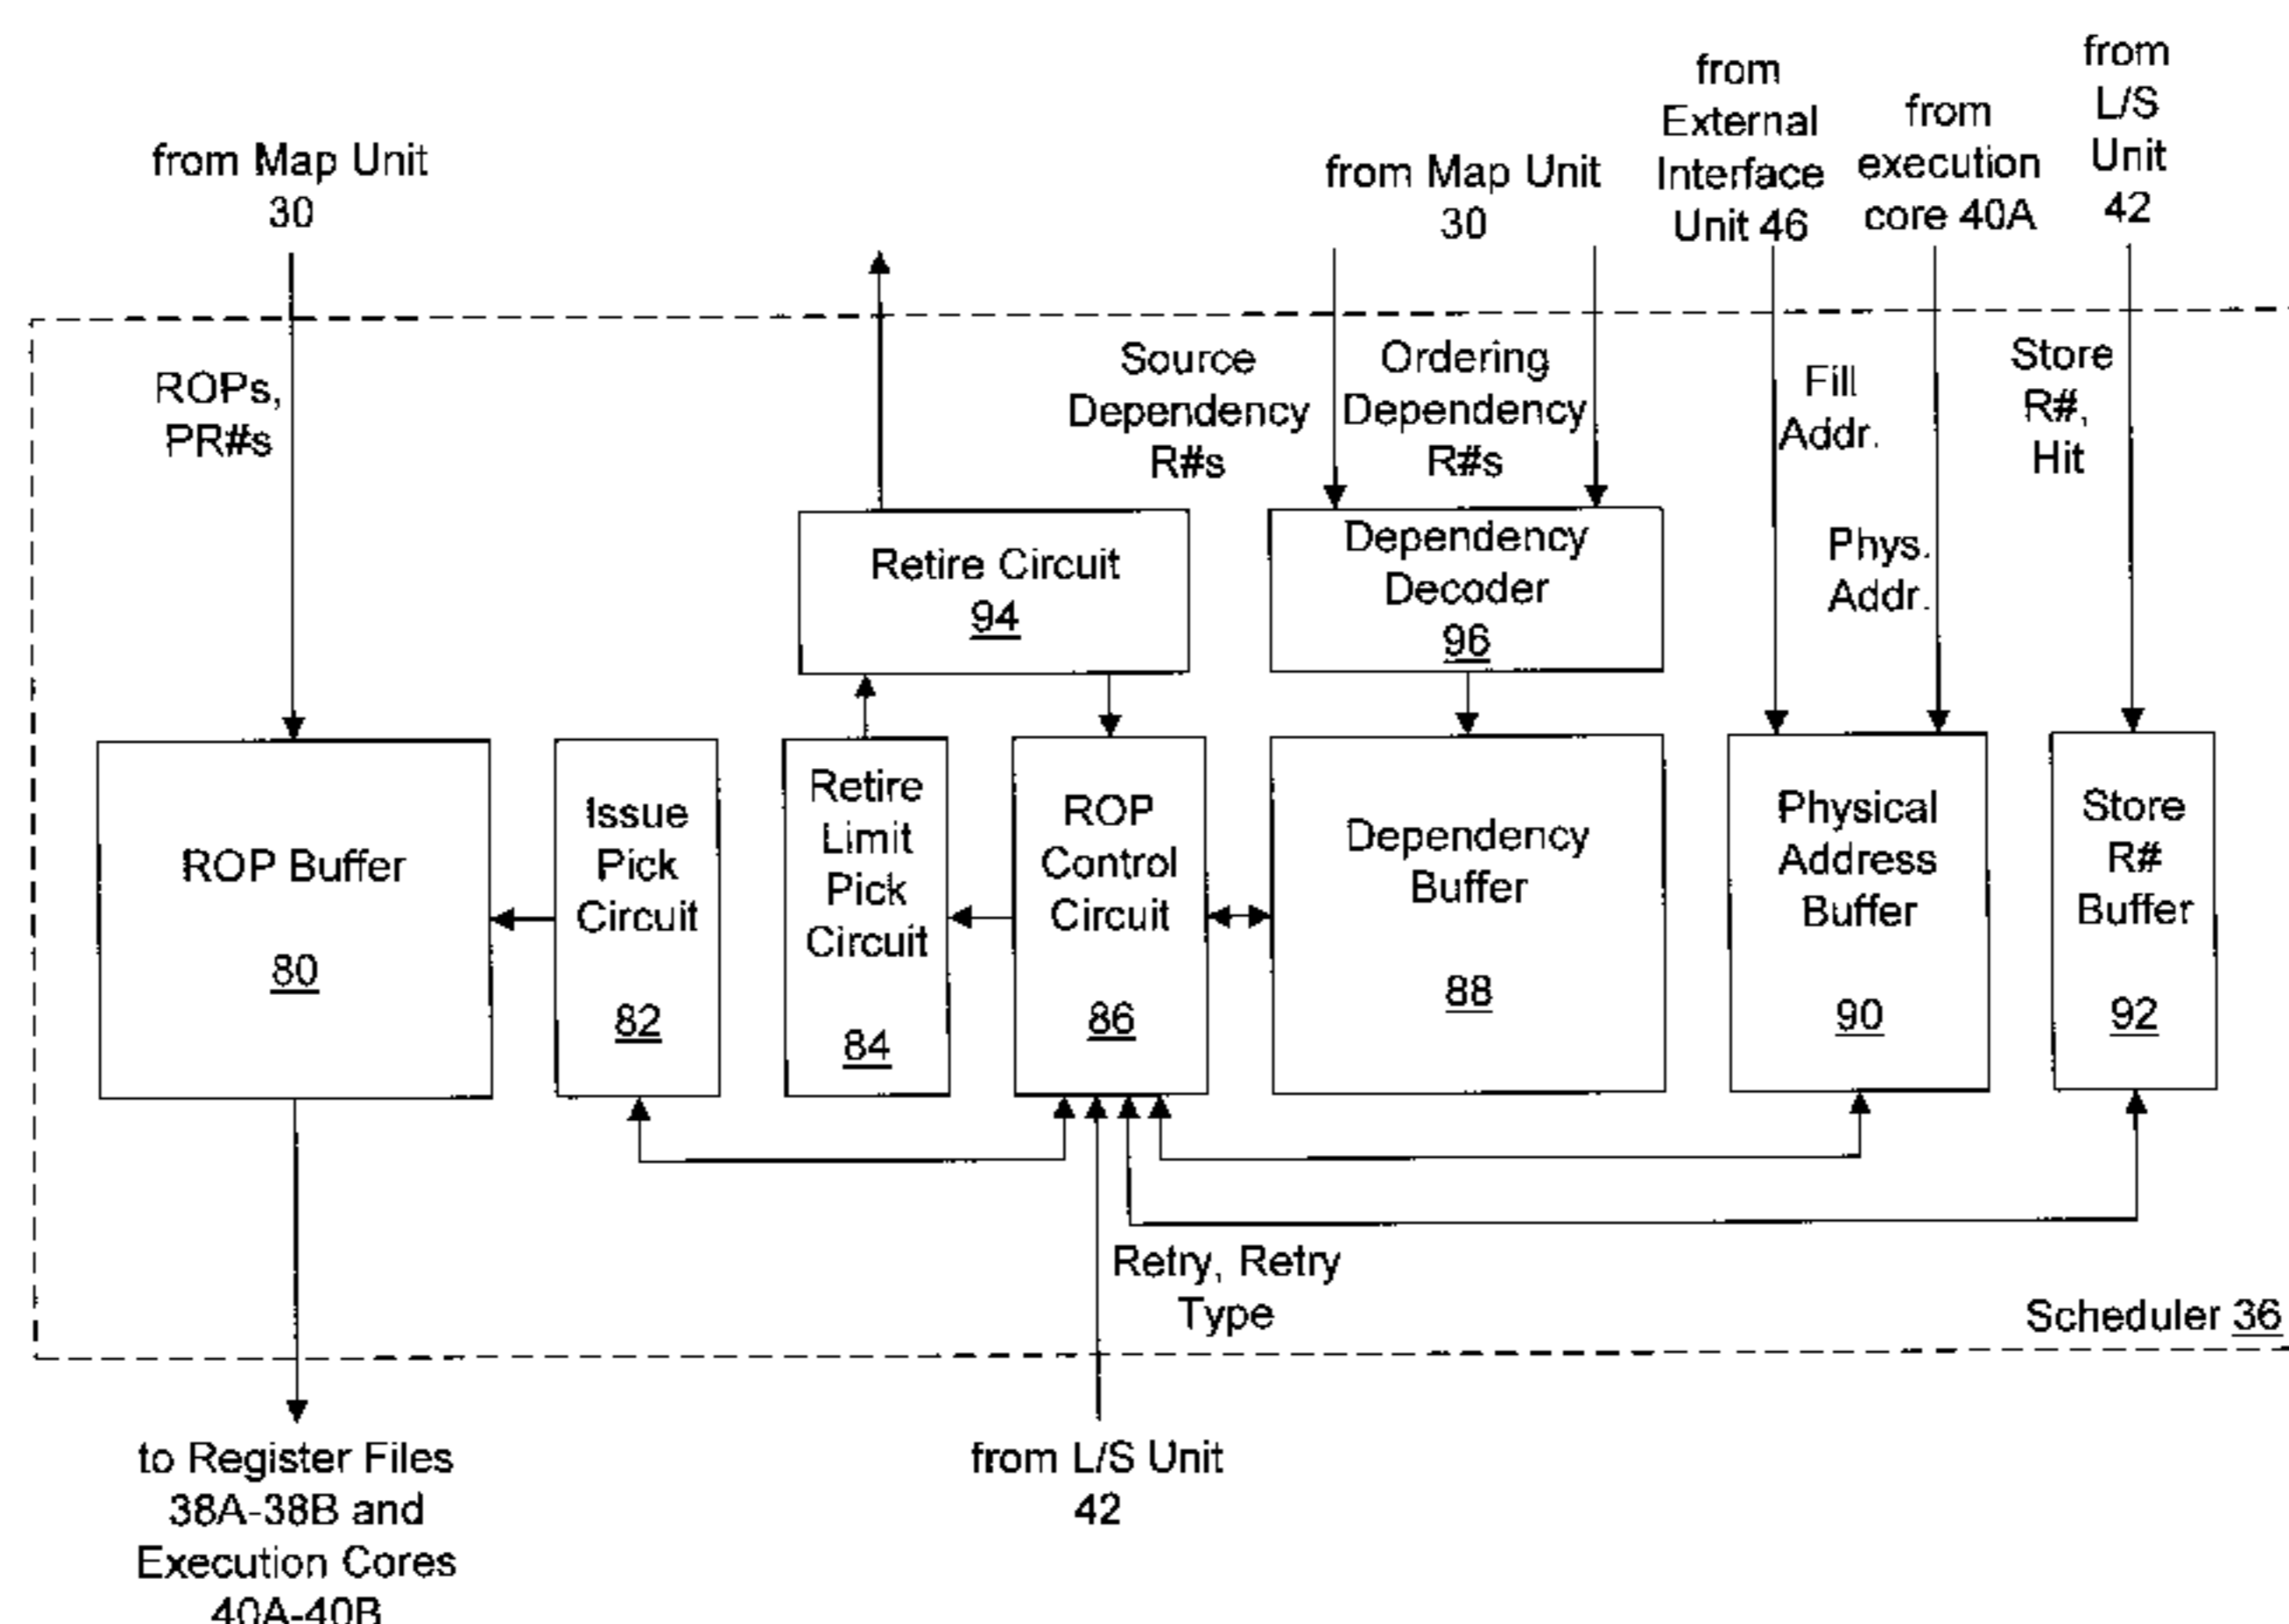 from Map Unit
30
from Map Unit
30
from
External
Interface
Unit 46
from
execution
core 40A
from
L/S
Unit
42
ROPs,
PR#s
Source
Dependency
R#s
Ordering
Dependency
R#s
Fill
Addr.
Phys.
Addr.
Store
R#,
Hit
Retire Circuit
94
Dependency
Decoder
96
ROP Buffer
80
Issue
Pick
Circuit
82
Retire
Limit
Pick
Circuit
84
ROP
Control
Circuit
86
Dependency
Buffer
88
Physical
Address
Buffer
90
Store
R#
Buffer
92
Retry, Retry
Type
Scheduler 36
to Register Files
38A-38B and
Execution Cores
40A-40B
from L/S Unit
42